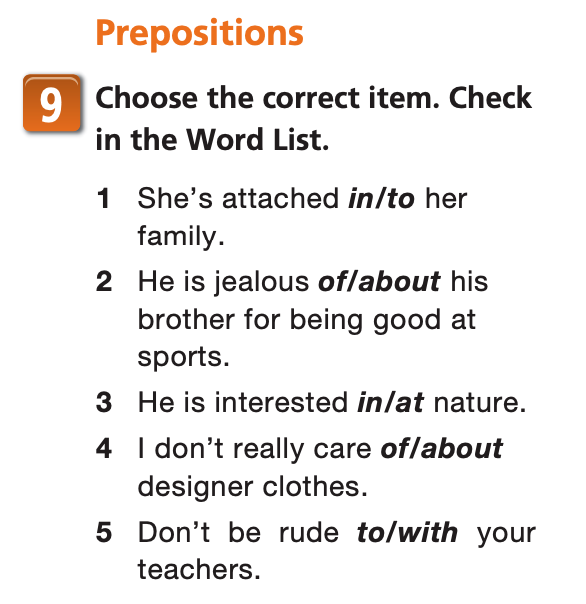 Prepositions
9 Choose the correct item. Check
in the Word List.
1 She's attached in/to her
family.
2 He is jealous of/about his
brother for being good at
sports.
3 He is interested in/at nature.
4 I don't really care of/about
designer clothes.
5 Don't be rude to/with your
teachers.